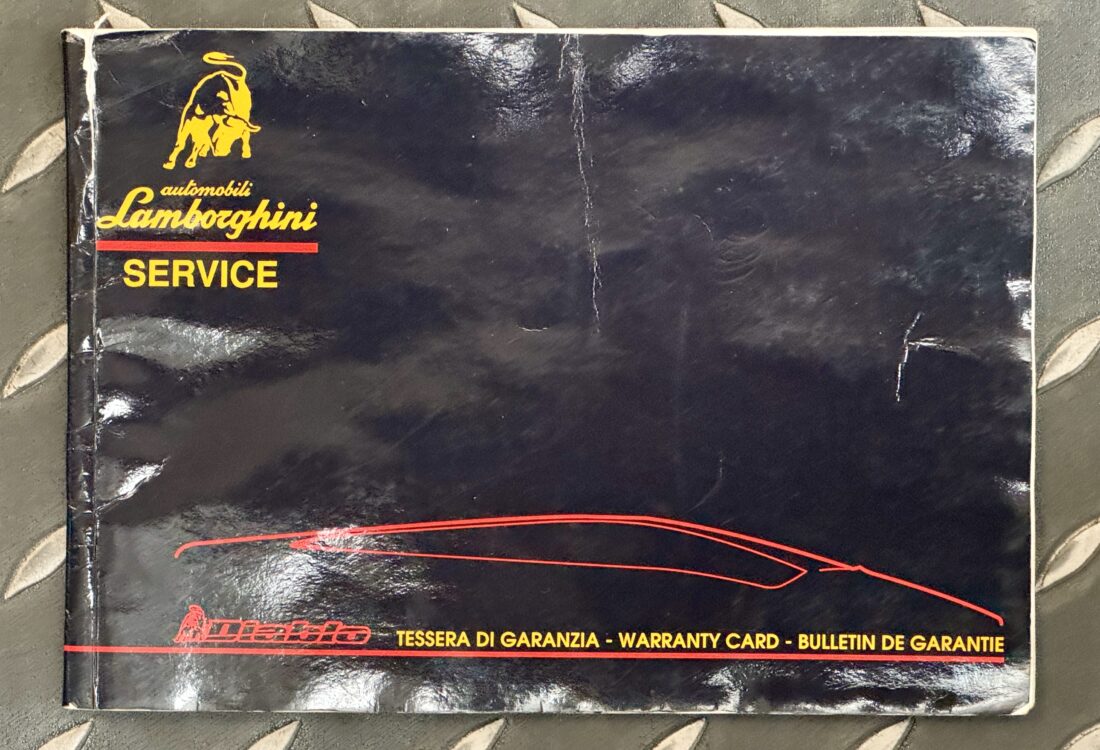 automobili
Lamborghini
SERVICE
Diablo
TESSERA DI GARANZIA - WARRANTY CARD - BULLETIN DE GARANTIE